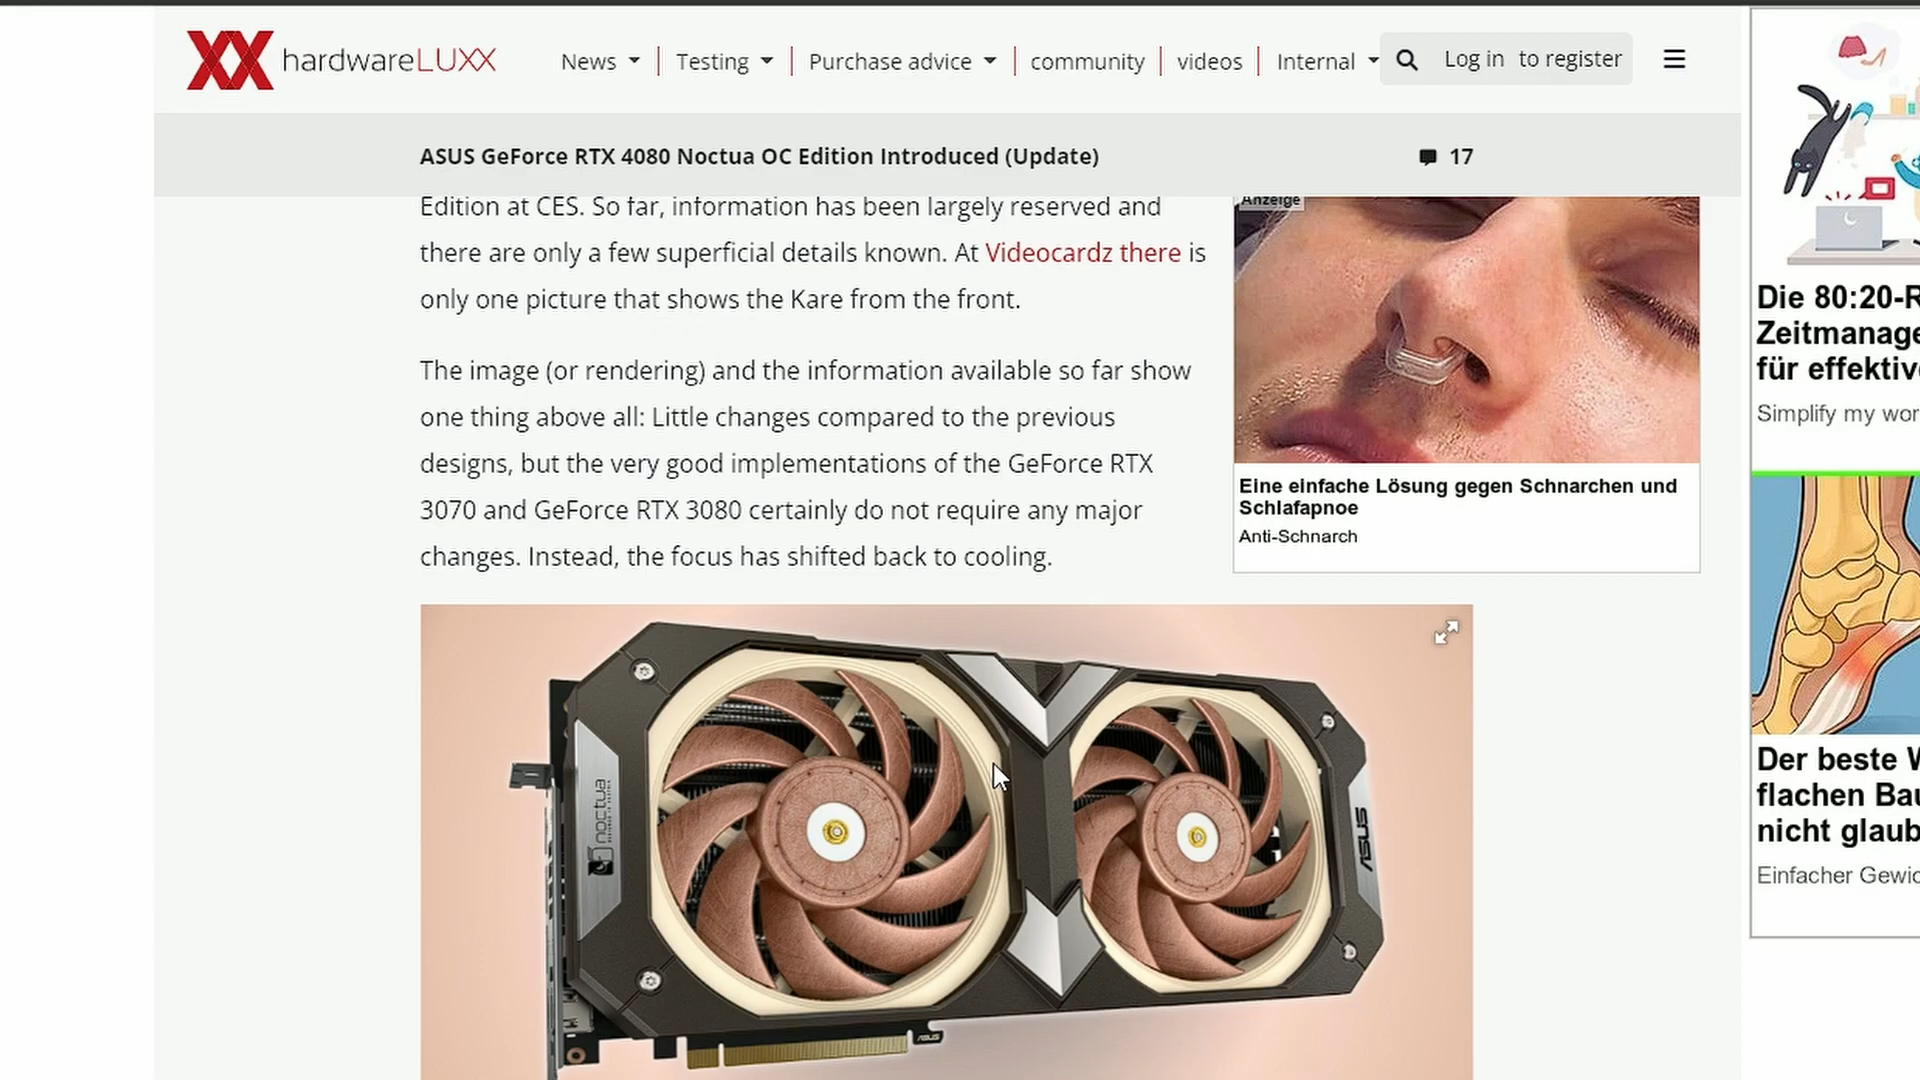 XX hardwareLUXX
News
Testing
Purchase advice
community
videos
Internal
Log in to register
ASUS GeForce RTX 4080 Noctua OC Edition Introduced (Update)
17
Edition at CES. So far, information has been largely reserved and
there are only a few superficial details known. At Videocardz there is
only one picture that shows the Kare from the front.
The image (or rendering) and the information available so far show
one thing above all: Little changes compared to the previous
designs, but the very good implementations of the GeForce RTX
3070 and GeForce RTX 3080 certainly do not require any major
changes. Instead, the focus has shifted back to cooling.
noctua
ASUS
ASUS
Anzeige
Eine einfache Lösung gegen Schnarchen und
Schlafapnoe
Anti-Schnarch
Die 80:20-R
Zeitmanage
für effektiv
Simplify my wor
Der beste W
flachen Bau
nicht glaub
Einfacher Gewic